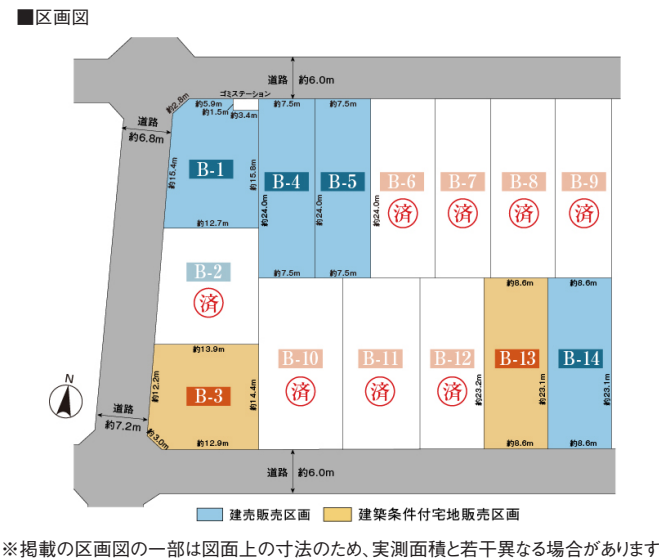 ■区画図
道路 約6.0m
ゴミステーション
約2.8m
約5.9m
約1.5m
約3.4m
約7.5m
約7.5m
道路
約6.8m
約15.4m
B-1
約15.8m
約12.7m
B-4
約24.0m
約7.5m
B-5
約24.0m
約7.5m
約24.0m
B-6
済
B-7
済
B-8
済
B-9
済
B-2
済
約13.9m
約12.2m
B-3
約14.4m
約3.0m
約12.9m
B-10
済
B-11
済
B-12
済
約23.2m
約8.6m
B-13
約23.1m
約8.6m
約8.6m
B-14
約23.1m
約8.6m
N
道路
約7.2m
道路 約6.0m
建売販売区画
建築条件付宅地販売区画
※掲載の区画図の一部は図面上の寸法のため、実測面積と若干異なる場合があります